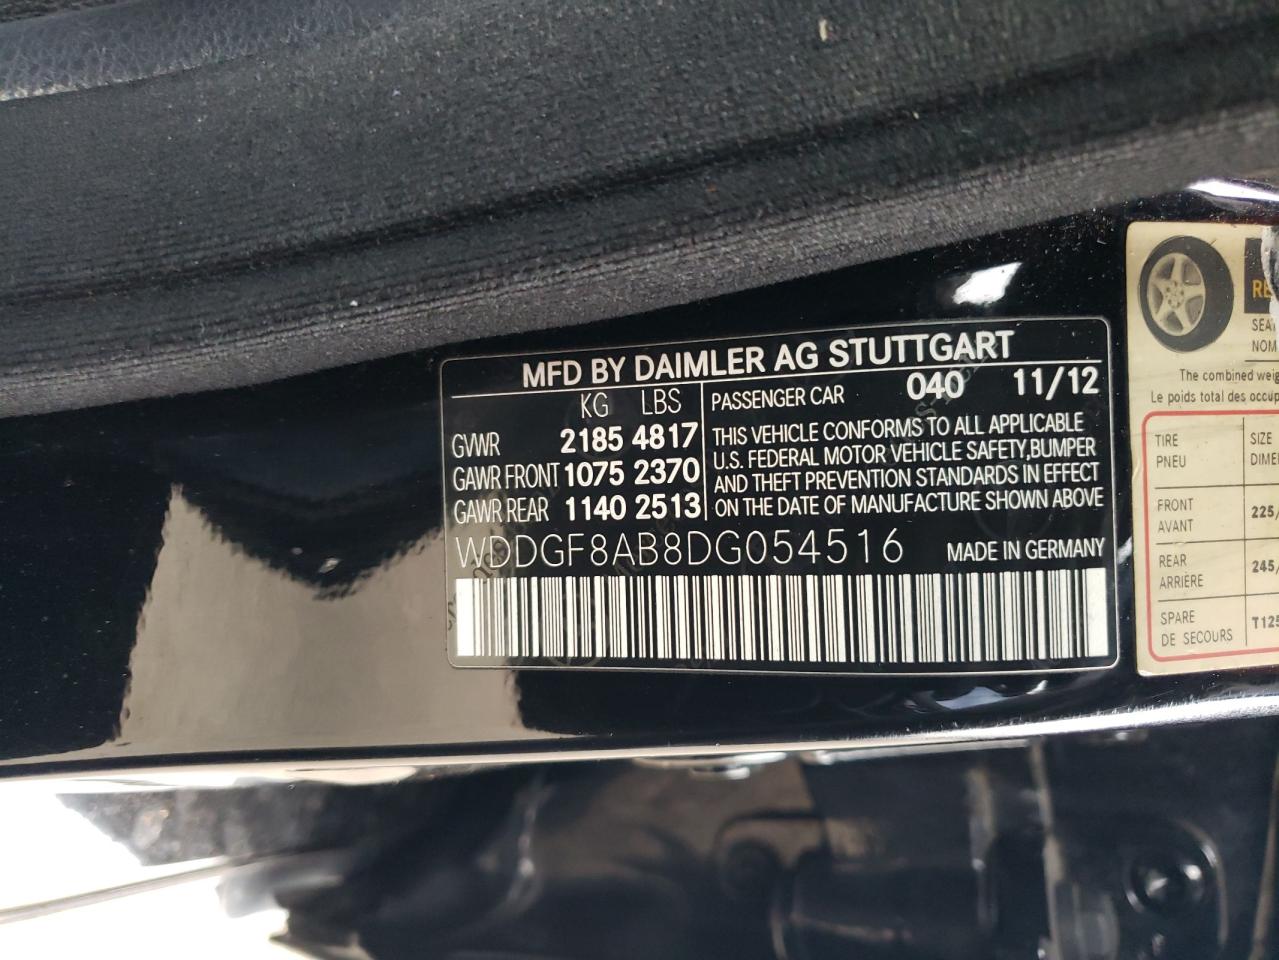 MFD BY DAIMLER AG STUTTGART
KG LBS
GVWR 2185 4817
GAWR FRONT 1075 2370
GAWR REAR 1140 2513
PASSENGER CAR 040 11/12
THIS VEHICLE CONFORMS TO ALL APPLICABLE
U.S. FEDERAL MOTOR VEHICLE SAFETY,BUMPER
AND THEFT PREVENTION STANDARDS IN EFFECT
ON THE DATE OF MANUFACTURE SHOWN ABOVE
WDDGF8AB8DG054516 MADE IN GERMANY
The combined
Le poids total des
TIRE SIZE
PNEU
FRONT 225/
AVANT
REAR 245/
ARRIÈRE
SPARE T125
DE SECOURS